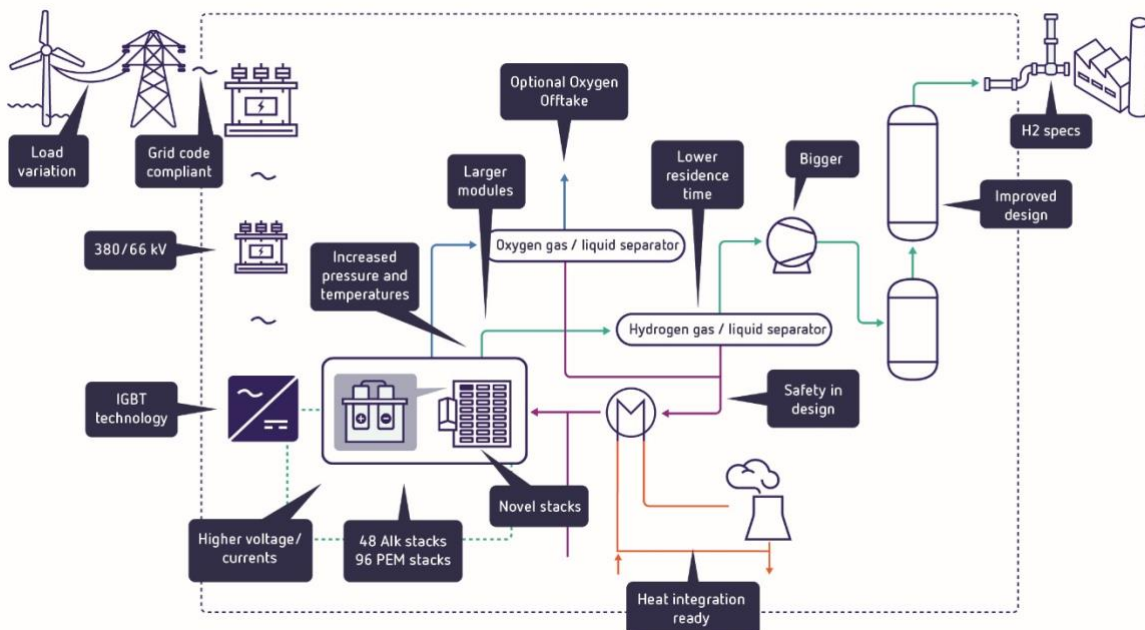 Load
variation
Grid code
compliant
380/66 kV
IGBT
technology
Higher voltage/
currents
48 Alk stacks
96 PEM stacks
Novel stacks
Increased
pressure and
temperatures
Larger
modules
Optional Oxygen
Offtake
Oxygen gas / liquid separator
Lower
residence
time
Hydrogen gas / liquid separator
Bigger
Safety in
design
Heat integration
ready
Improved
design
H2 specs